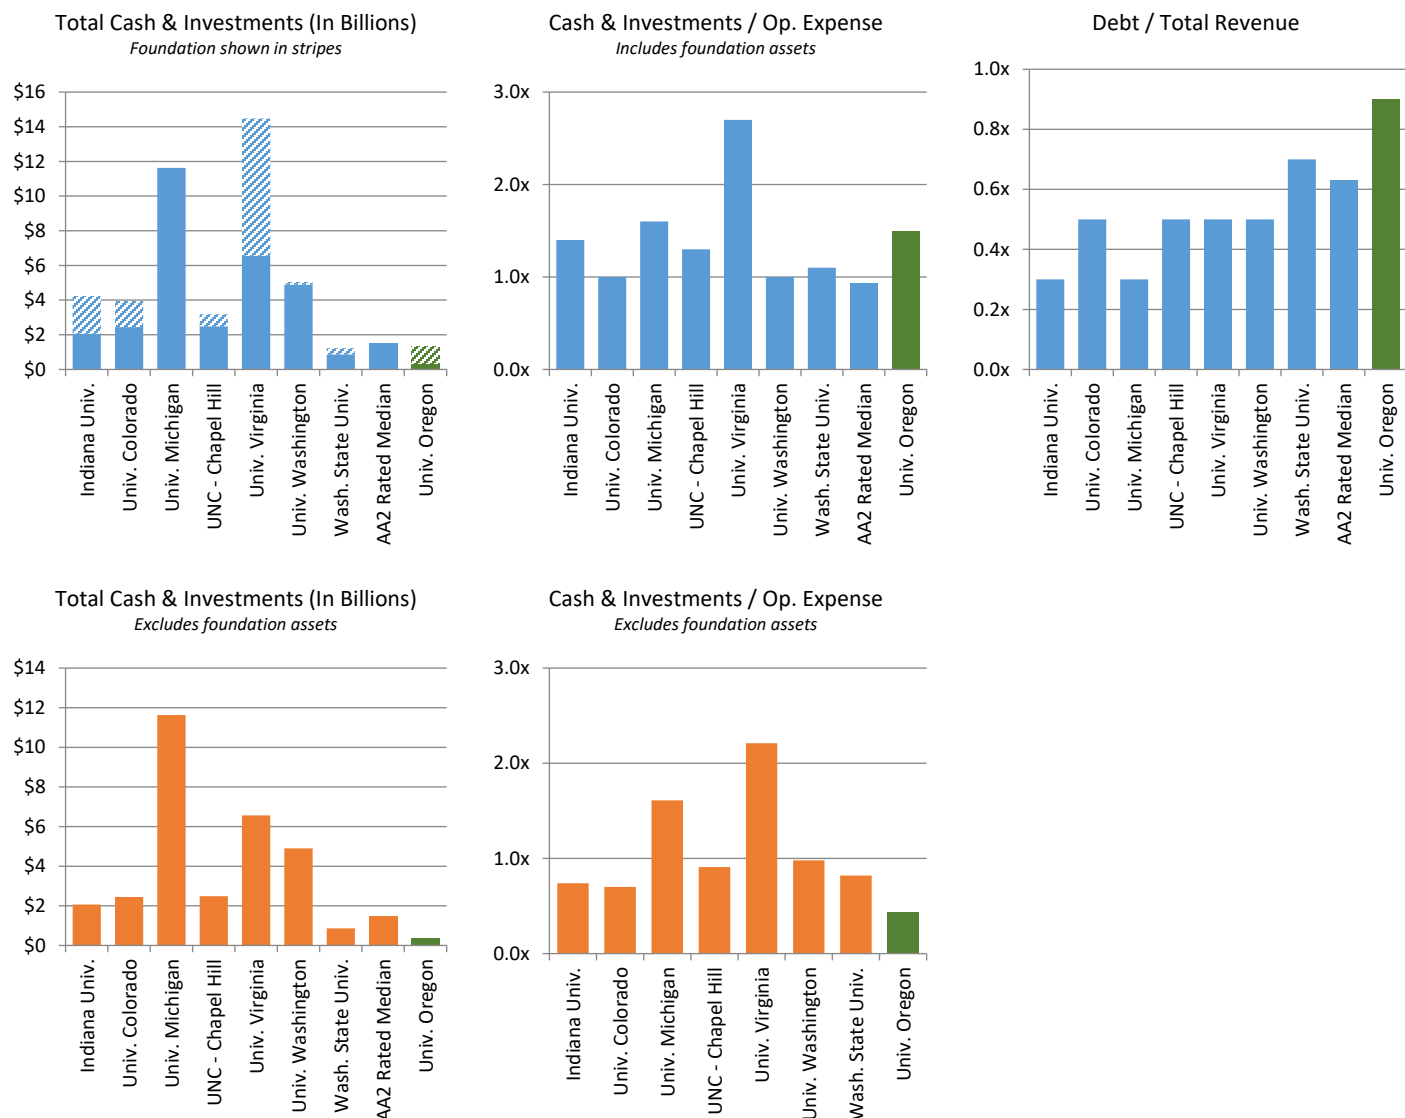 Total Cash & Investments (In Billions)
Foundation shown in stripes
$16
$14
$12
$10
$8
$6
$4
$2
$0
Indiana Univ.
Univ. Colorado
Univ. Michigan
UNC - Chapel Hill
Univ. Virginia
Univ. Washington
Wash. State Univ.
AA2 Rated Median
Univ. Oregon
Cash & Investments / Op. Expense
Includes foundation assets
3.0x
2.0x
1.0x
0.0x
Indiana Univ.
Univ. Colorado
Univ. Michigan
UNC - Chapel Hill
Univ. Virginia
Univ. Washington
Wash. State Univ.
AA2 Rated Median
Univ. Oregon
Debt / Total Revenue
1.0x
0.8x
0.6x
0.4x
0.2x
0.0x
Indiana Univ.
Univ. Colorado
Univ. Michigan
UNC - Chapel Hill
Univ. Virginia
Univ. Washington
Wash. State Univ.
AA2 Rated Median
Univ. Oregon
Total Cash & Investments (In Billions)
Excludes foundation assets
$14
$12
$10
$8
$6
$4
$2
$0
Indiana Univ.
Univ. Colorado
Univ. Michigan
UNC - Chapel Hill
Univ. Virginia
Univ. Washington
Wash. State Univ.
AA2 Rated Median
Univ. Oregon
Cash & Investments / Op. Expense
Excludes foundation assets
3.0x
2.0x
1.0x
0.0x
Indiana Univ.
Univ. Colorado
Univ. Michigan
UNC - Chapel Hill
Univ. Virginia
Univ. Washington
Wash. State Univ.
Univ. Oregon